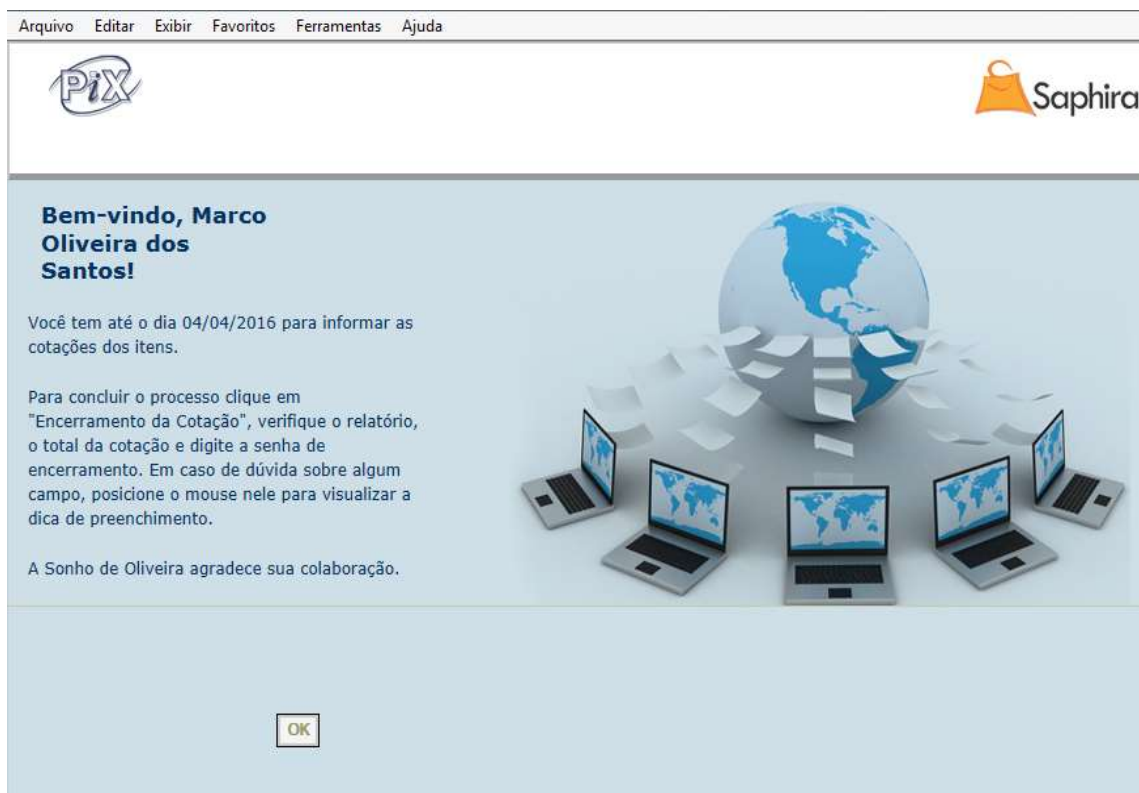 Arquivo Editar Exibir Favoritos Ferramentas Ajuda
PiX
Saphira
Bem-vindo, Marco
Oliveira dos
Santos!
Você tem até o dia 04/04/2016 para informar as
cotações dos itens.
Para concluir o processo clique em
"Encerramento da Cotação", verifique o relatório,
o total da cotação e digite a senha de
encerramento. Em caso de dúvida sobre algum
campo, posicione o mouse nele para visualizar a
dica de preenchimento.
A Sonho de Oliveira agradece sua colaboração.
OK